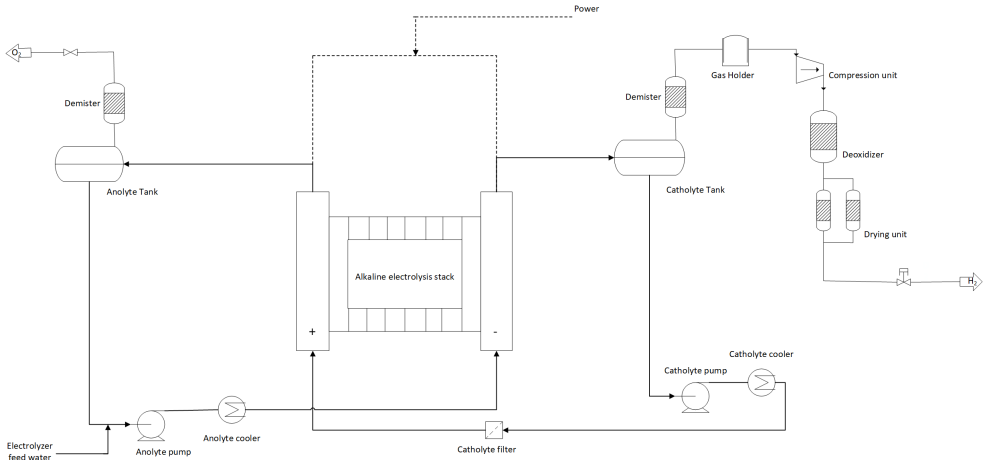 Power
O2
Gas Holder
Compression unit
Demister
Demister
Deoxidizer
Anolyte Tank
Catholyte Tank
Drying unit
Alkaline electrolysis stack
H2
+
-
Catholyte cooler
Catholyte pump
Anolyte cooler
Electrolyzer
feed water
Anolyte pump
Catholyte filter